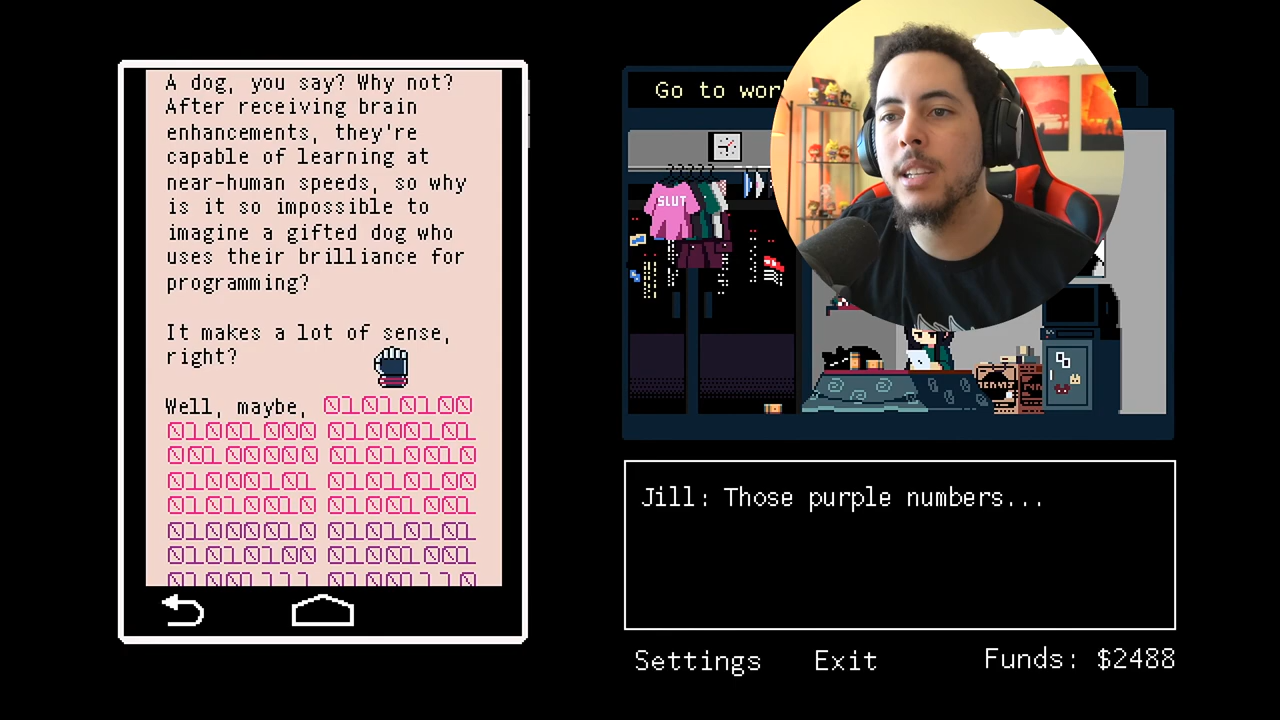 A dog, you say? Why not?
After receiving brain
enhancements, they're
capable of learning at
near-human speeds, so why
is it so impossible to
imagine a gifted dog who
uses their brilliance for
programming?
It makes a lot of sense,
right?
Well, maybe, 01010100
01001000 01000101
00100000 01010010
01000101 01010100
01010010 01001001
01000010 01010101
01010100 01001001
01001111 01001110
Go to
SLUT
Jill: Those purple numbers...
Settings
Exit
Funds: $2488